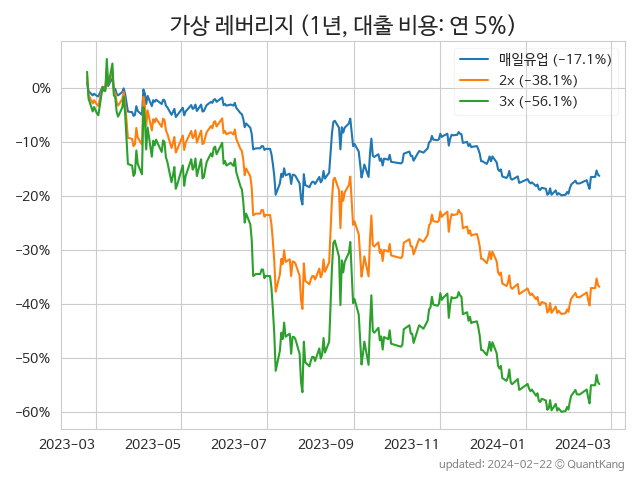 가상 레버리지 (1년, 대출 비용: 연 5%)
매일유업 (−17.1%)
2x (−38.1%)
3x (−56.1%)
0%
−10%
−20%
−30%
−40%
−50%
−60%
2023-03 2023-05 2023-07 2023-09 2023-11 2024-01 2024-03
updated: 2024-02-22 © QuantKang